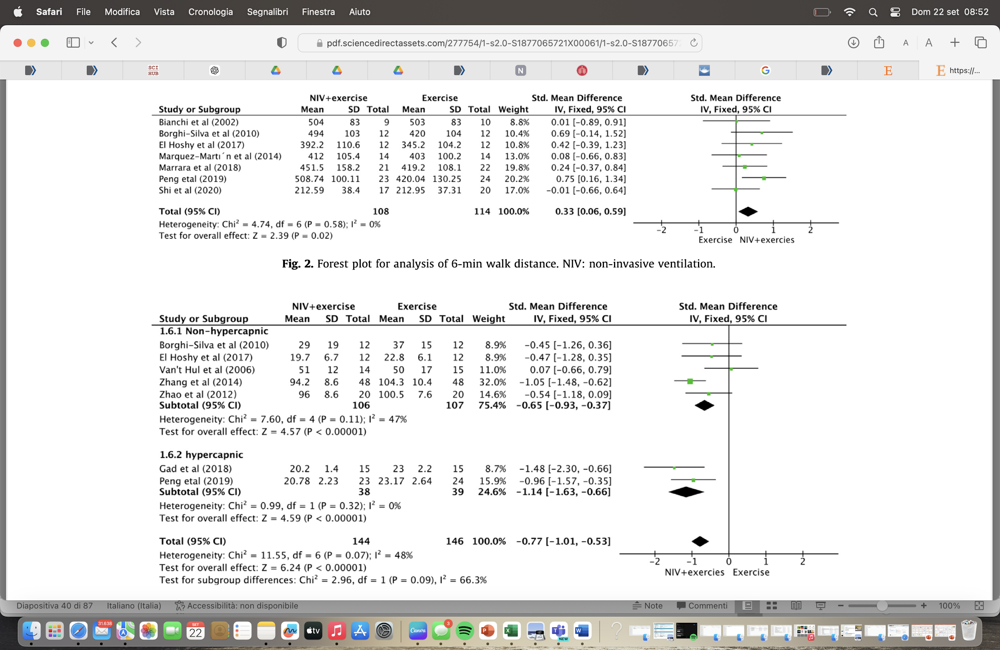 Safari File Modifica Vista Cronologia Segnalibri Finestra Aiuto Dom 22 set 08:52
pdf.sciencedirectassets.com/277754/1-s2.0-S1877065721X00061/1-s2.0-S18770657 A A
SCI HUB N G E E https://...
NIV+exercise Exercise Std. Mean Difference Std. Mean Difference
Study or Subgroup Mean SD Total Mean SD Total Weight IV, Fixed, 95% CI IV, Fixed, 95% CI
Bianchi et al (2002) 504 83 9 503 83 10 8.8% 0.01 [-0.89, 0.91]
Borghi-Silva et al (2010) 494 103 12 420 104 12 10.4% 0.69 [-0.14, 1.52]
El Hoshy et al (2017) 392.2 110.6 12 345.2 104.2 12 10.8% 0.42 [-0.39, 1.23]
Marquez-Martı´n et al (2014) 412 105.4 14 403 100.2 14 13.0% 0.08 [-0.66, 0.83]
Marrara et al (2018) 451.5 158.2 21 419.2 108.1 22 19.8% 0.24 [-0.37, 0.84]
Peng etal (2019) 508.74 100.11 23 420.04 130.25 24 20.2% 0.75 [0.16, 1.34]
Shi et al (2020) 212.59 38.4 17 212.95 37.31 20 17.0% -0.01 [-0.66, 0.64]
Total (95% CI) 108 114 100.0% 0.33 [0.06, 0.59]
Heterogeneity: Chi² = 4.74, df = 6 (P = 0.58); I² = 0%
Test for overall effect: Z = 2.39 (P = 0.02)
-2 -1 0 1 2
Exercise NIV+exercies
Fig. 2. Forest plot for analysis of 6-min walk distance. NIV: non-invasive ventilation.
NIV+exercise Exercise Std. Mean Difference Std. Mean Difference
Study or Subgroup Mean SD Total Mean SD Total Weight IV, Fixed, 95% CI IV, Fixed, 95% CI
1.6.1 Non-hypercapnic
Borghi-Silva et al (2010) 29 19 12 37 15 12 8.9% -0.45 [-1.26, 0.36]
El Hoshy et al (2017) 19.7 6.7 12 22.8 6.1 12 8.9% -0.47 [-1.28, 0.35]
Van't Hul et al (2006) 51 12 14 50 17 15 11.0% 0.07 [-0.66, 0.79]
Zhang et al (2014) 94.2 8.6 48 104.3 10.4 48 32.0% -1.05 [-1.48, -0.62]
Zhao et al (2012) 96 8.6 20 100.5 7.6 20 14.6% -0.54 [-1.18, 0.09]
Subtotal (95% CI) 106 107 75.4% -0.65 [-0.93, -0.37]
Heterogeneity: Chi² = 7.60, df = 4 (P = 0.11); I² = 47%
Test for overall effect: Z = 4.57 (P < 0.00001)
1.6.2 hypercapnic
Gad et al (2018) 20.2 1.4 15 23 2.2 15 8.7% -1.48 [-2.30, -0.66]
Peng etal (2019) 20.78 2.23 23 23.17 2.64 24 15.9% -0.96 [-1.57, -0.35]
Subtotal (95% CI) 38 39 24.6% -1.14 [-1.63, -0.66]
Heterogeneity: Chi² = 0.99, df = 1 (P = 0.32); I² = 0%
Test for overall effect: Z = 4.59 (P < 0.00001)
Total (95% CI) 144 146 100.0% -0.77 [-1.01, -0.53]
Heterogeneity: Chi² = 11.55, df = 6 (P = 0.07); I² = 48%
Test for overall effect: Z = 6.24 (P < 0.00001)
Test for subgroup differences: Chi² = 2.96, df = 1 (P = 0.09), I² = 66.3%
-2 -1 0 1 2
NIV+exercies Exercise
Diapositiva 40 di 87 Italiano (Italia) Accessibilità: non disponibile Note Commenti 100%
31.638 SET 22 tv Canva 3 P X T NEW W